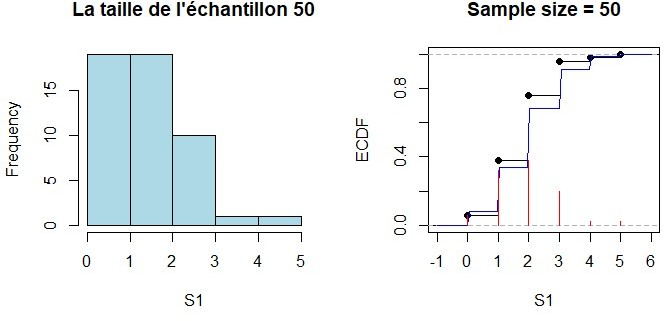 La taille de l'échantillon 50
Frequency
0 5 10 15
0 1 2 3 4 5
S1
Sample size = 50
ECDF
0.0 0.4 0.8
-1 0 1 2 3 4 5 6
S1